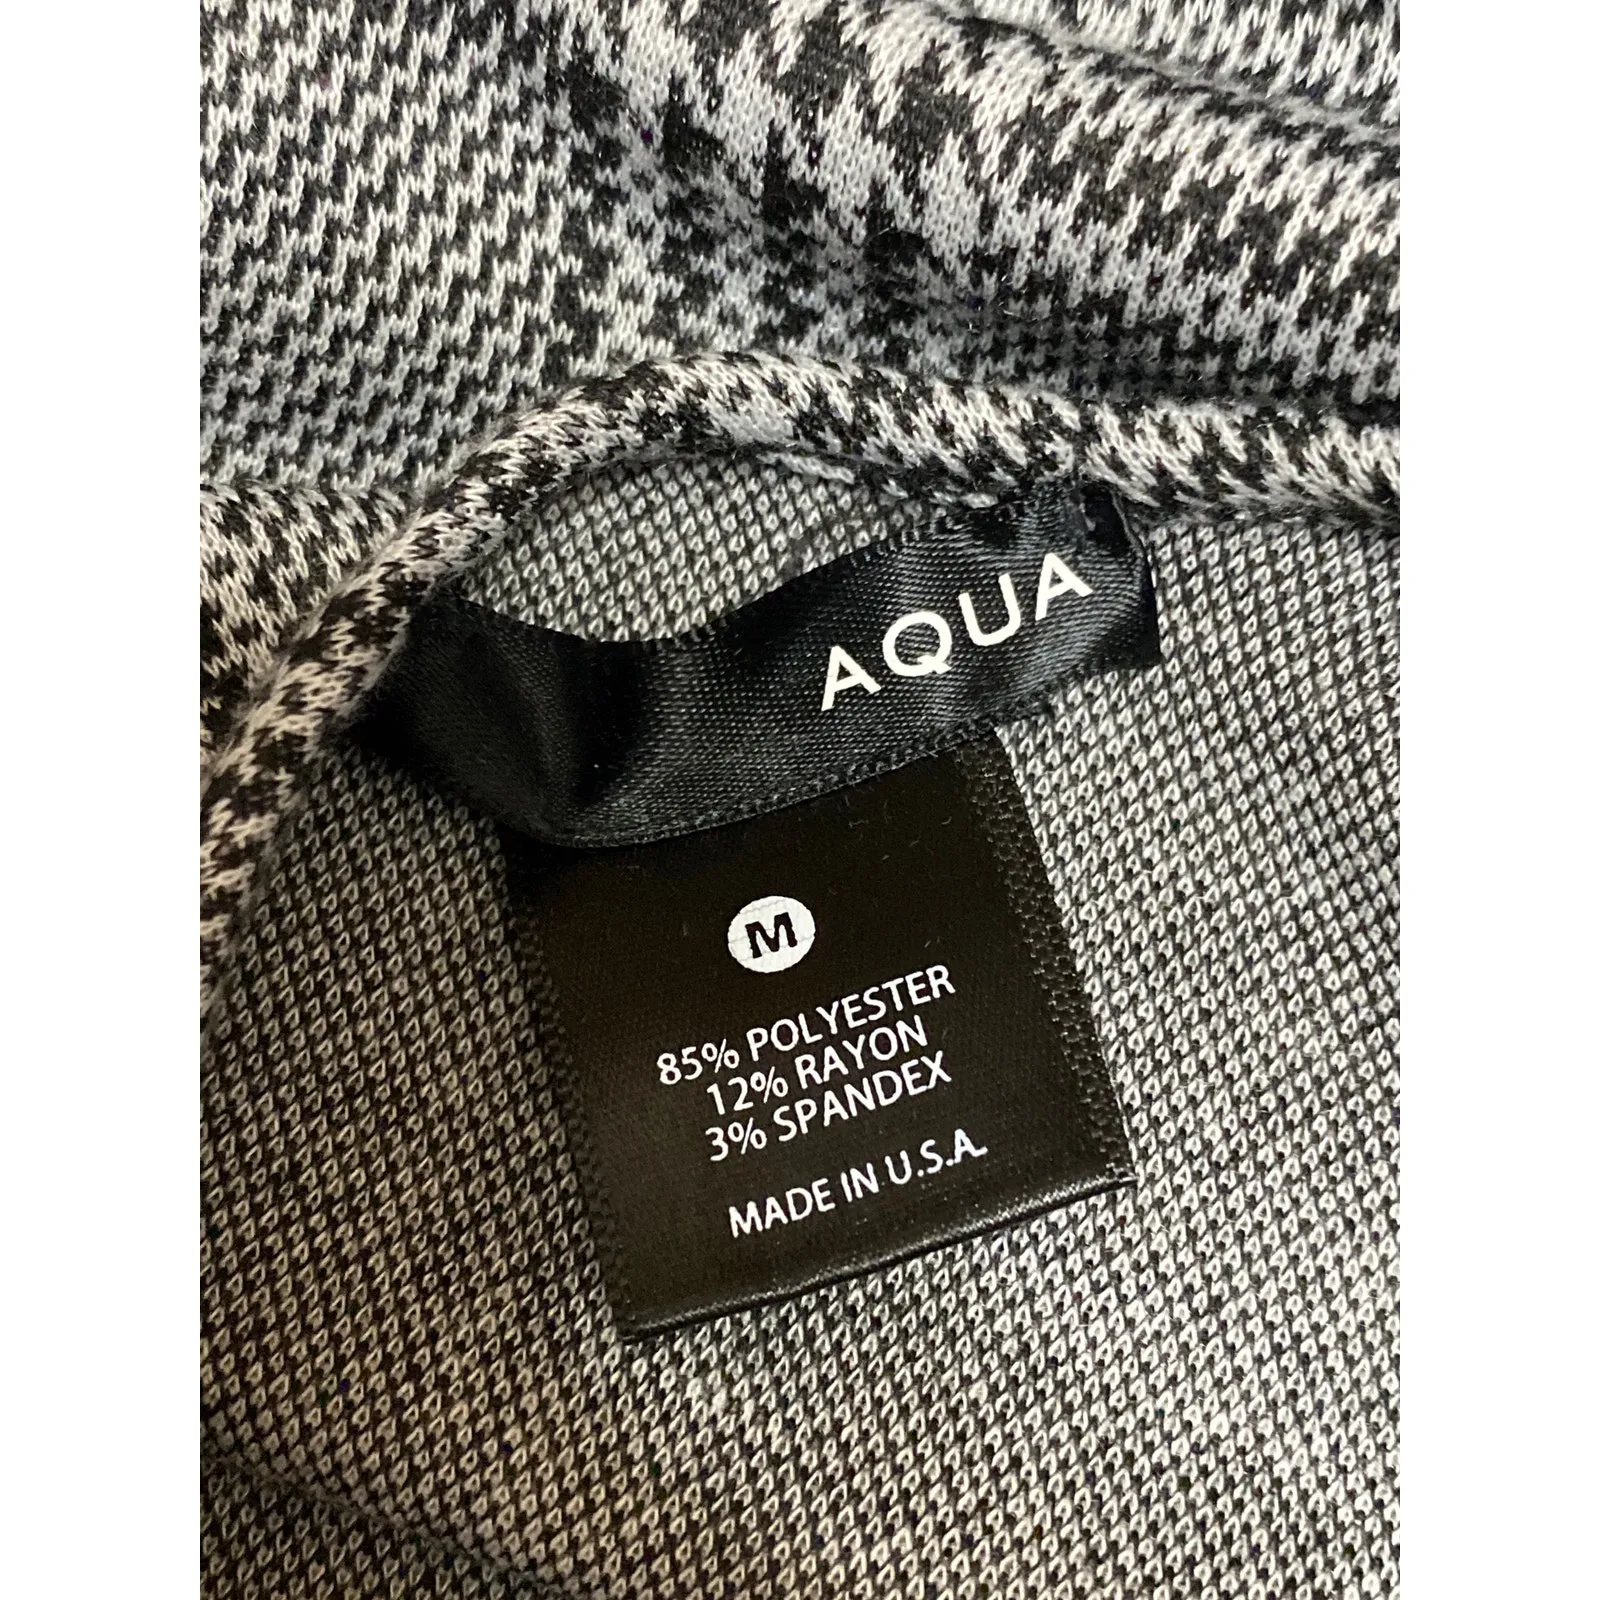 AQUA
M
85% POLYESTER
12% RAYON
3% SPANDEX
MADE IN U.S.A.